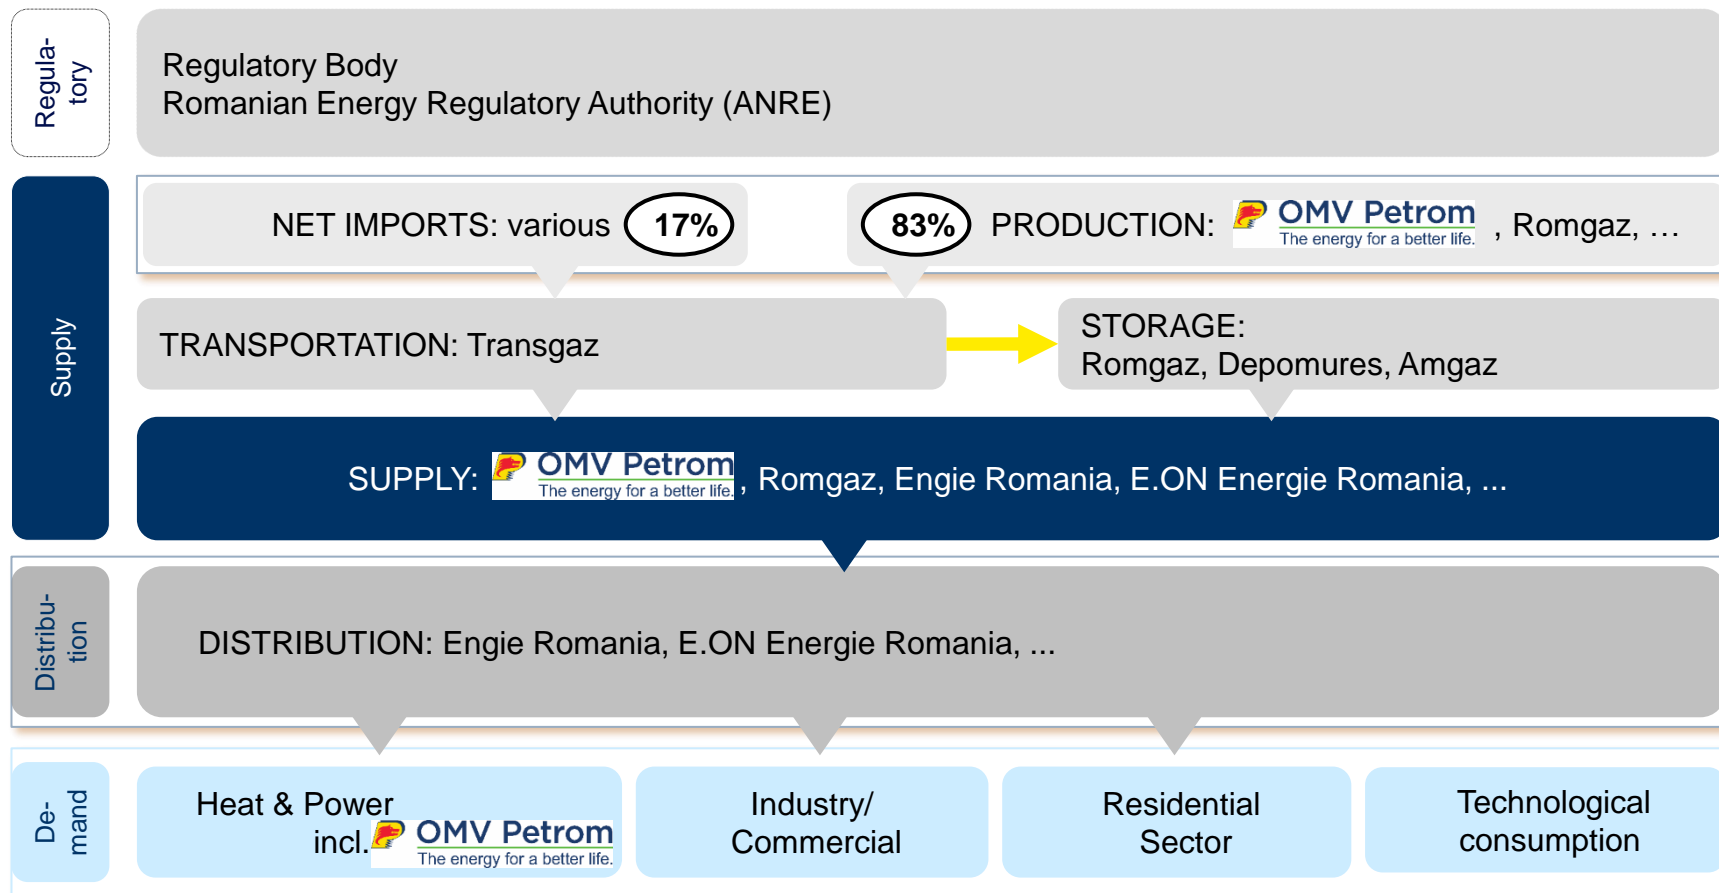 Regula-
tory
Regulatory Body
Romanian Energy Regulatory Authority (ANRE)
Supply
NET IMPORTS: various 17%
83% PRODUCTION: OMV Petrom , Romgaz, …
The energy for a better life.
TRANSPORTATION: Transgaz
STORAGE:
Romgaz, Depomures, Amgaz
SUPPLY: OMV Petrom , Romgaz, Engie Romania, E.ON Energie Romania, ...
The energy for a better life.
Distribu-
tion
DISTRIBUTION: Engie Romania, E.ON Energie Romania, ...
De-
mand
Heat & Power
incl. OMV Petrom
The energy for a better life.
Industry/
Commercial
Residential
Sector
Technological
consumption